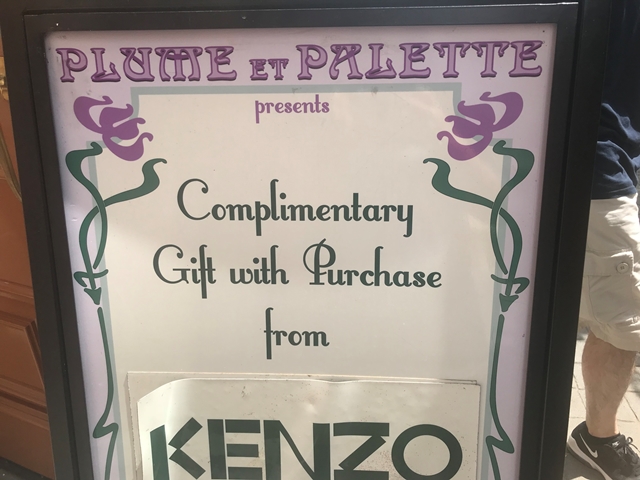 PLUME ET PALETTE
presents
Complimentary
Gift with Purchase
from
KENZO